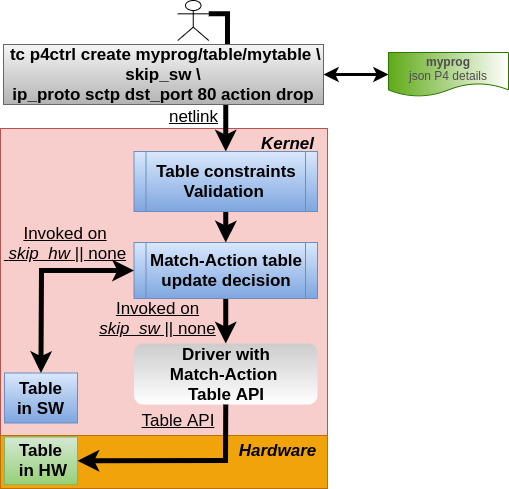 tc p4ctrl create myprog/table/mytable \
skip_sw \
ip_proto sctp dst_port 80 action drop
myprog
json P4 details
netlink
Kernel
Table constraints
Validation
Invoked on
skip_hw || none
Match-Action table
update decision
Invoked on
skip_sw || none
Driver with
Match-Action
Table API
Table
in SW
Table API
Table
in HW
Hardware